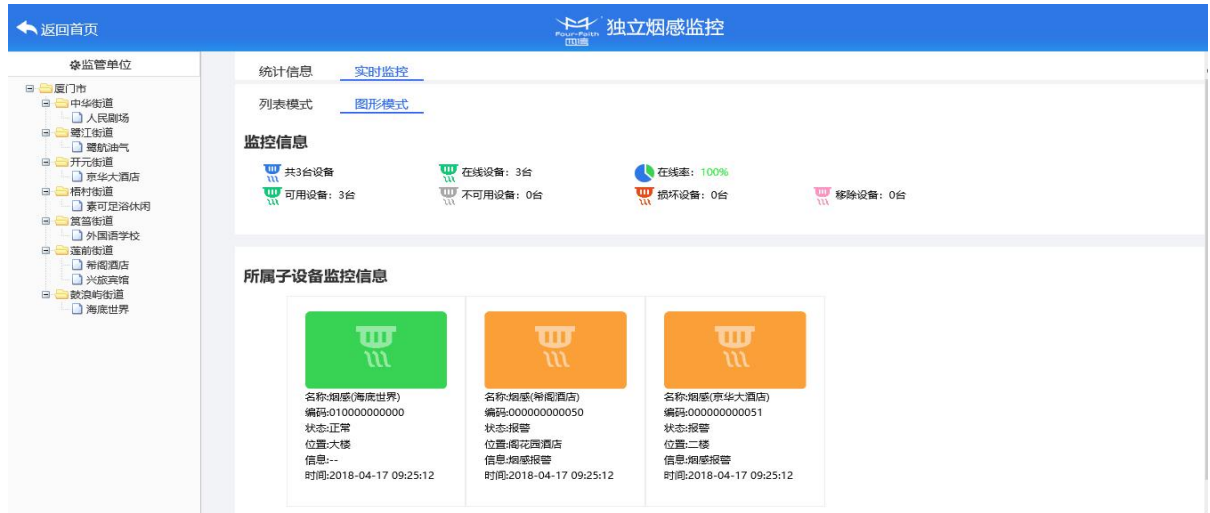 返回首页
Four-Faith
四信
独立烟感监控
监管单位
厦门市
中华街道
人民剧场
鹭江街道
鹭航油气
开元街道
京华大酒店
梧村街道
素可足浴休闲
筼筜街道
外国语学校
莲前街道
希阁酒店
兴旅宾馆
鼓浪屿街道
海底世界
统计信息 实时监控
列表模式 图形模式
监控信息
共3台设备 在线设备：3台 在线率：100%
可用设备：3台 不可用设备：0台 损坏设备：0台 移除设备：0台
所属子设备监控信息
名称:烟感(海底世界)
编码:010000000000
状态:正常
位置:大楼
信息:--
时间:2018-04-17 09:25:12
名称:烟感(希阁酒店)
编码:000000000050
状态:报警
位置:阁花园酒店
信息:烟感报警
时间:2018-04-17 09:25:12
名称:烟感(京华大酒店)
编码:000000000051
状态:报警
位置:二楼
信息:烟感报警
时间:2018-04-17 09:25:12